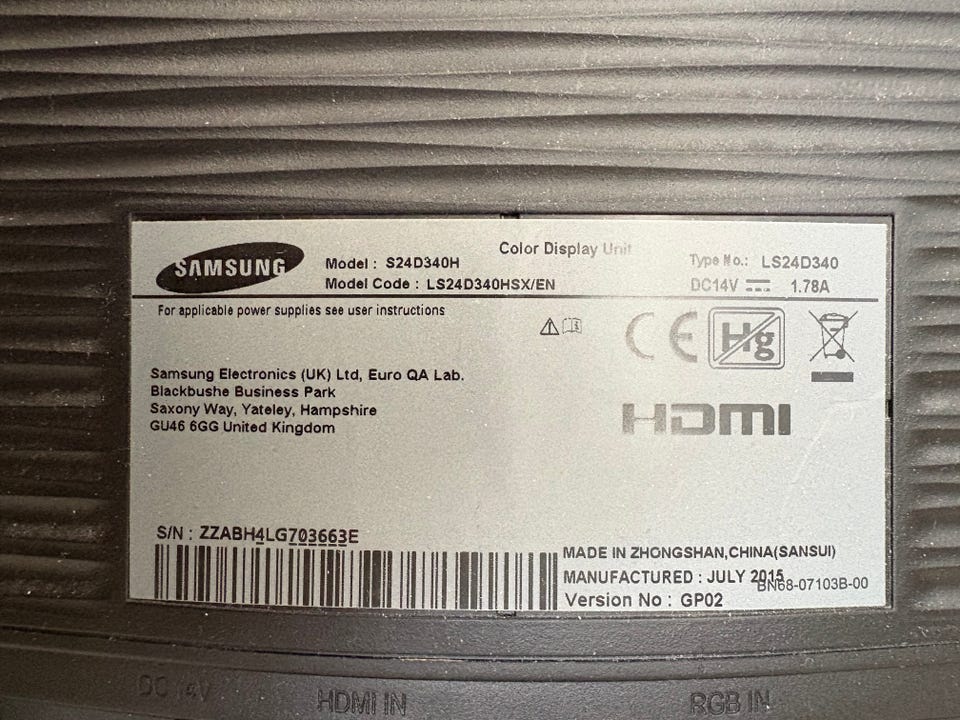 SAMSUNG
Color Display Unit
Model : S24D340H
Type No.: LS24D340
Model Code : LS24D340HSX/EN
DC14V 1.78A
For applicable power supplies see user instructions
CE
Hg
Samsung Electronics (UK) Ltd, Euro QA Lab.
Blackbushe Business Park
Saxony Way, Yateley, Hampshire
GU46 6GG United Kingdom
HDMI
S/N : ZZABH4LG703663E
MADE IN ZHONGSHAN,CHINA(SANSUI)
MANUFACTURED : JULY 2015
BN68-07103B-00
Version No : GP02
DC 14V
HDMI IN
RGB IN